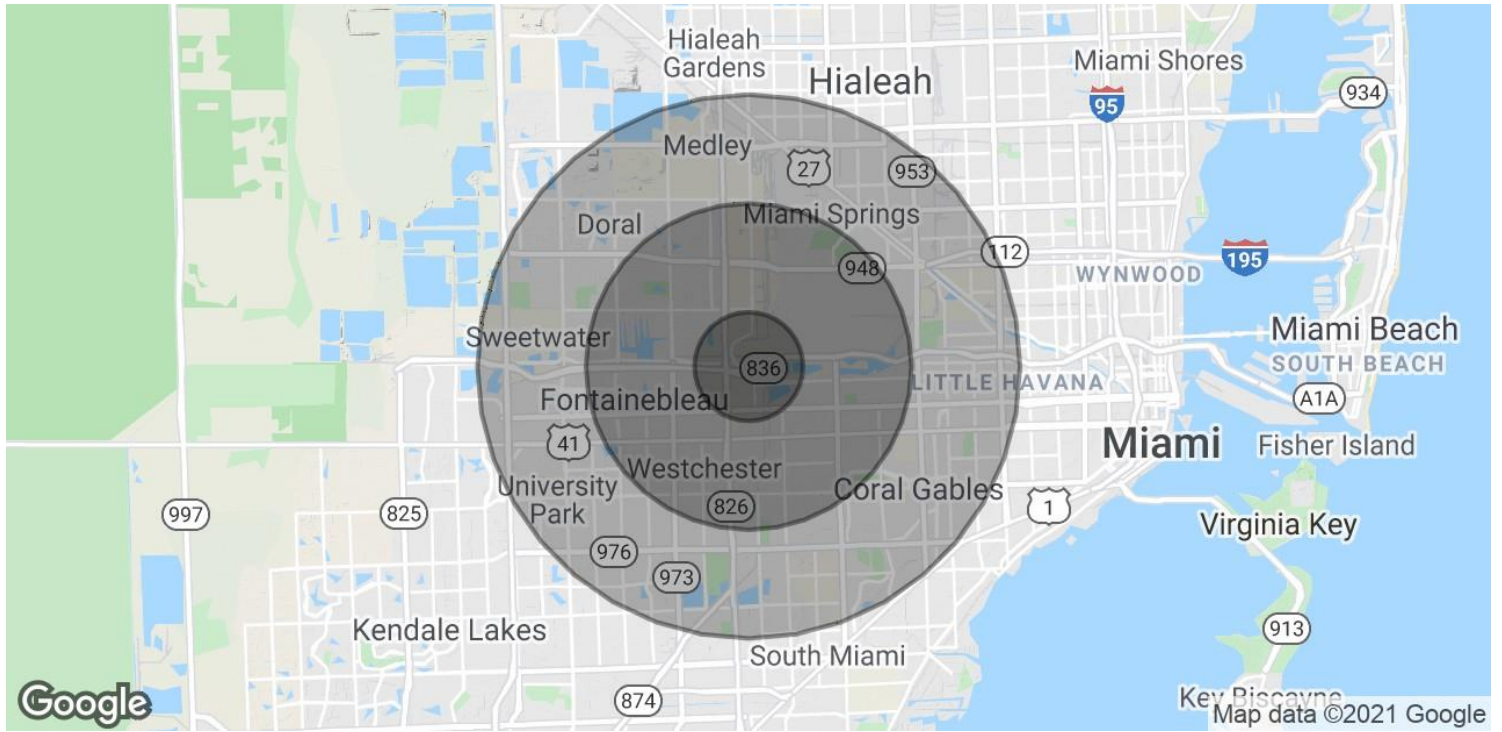 Hialeah
Gardens
Hialeah
Miami Shores
95
934
Medley
27
953
Doral
Miami Springs
948
112
WYNWOOD
195
Sweetwater
Miami Beach
SOUTH BEACH
836
LITTLE HAVANA
A1A
Fontainebleau
41
Miami
Fisher Island
Westchester
University
Park
Coral Gables
826
1
997
825
Virginia Key
976
973
Kendale Lakes
913
South Miami
874
Key Biscayne
Google
Map data ©2021 Google